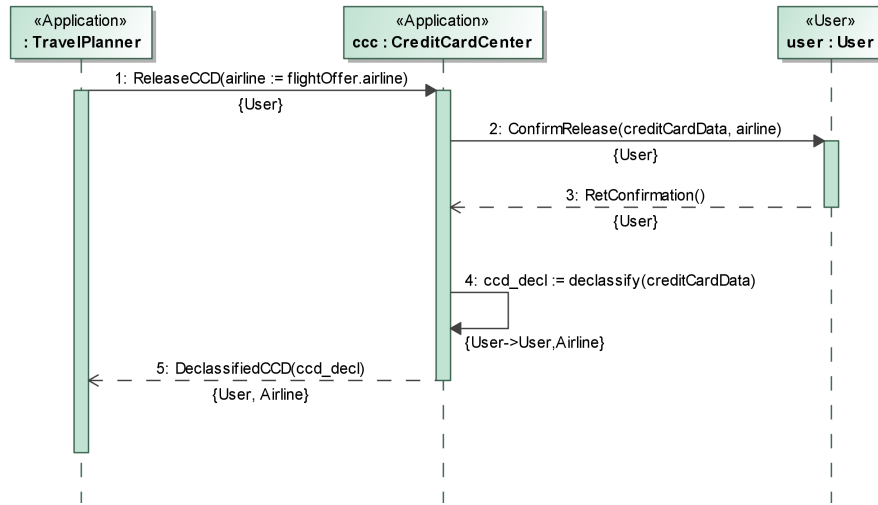 «Application»
: TravelPlanner
«Application»
ccc : CreditCardCenter
«User»
user : User
1: ReleaseCCD(airline := flightOffer.airline)
{User}
2: ConfirmRelease(creditCardData, airline)
{User}
3: RetConfirmation()
{User}
4: ccd_decl := declassify(creditCardData)
{User->User,Airline}
5: DeclassifiedCCD(ccd_decl)
{User, Airline}